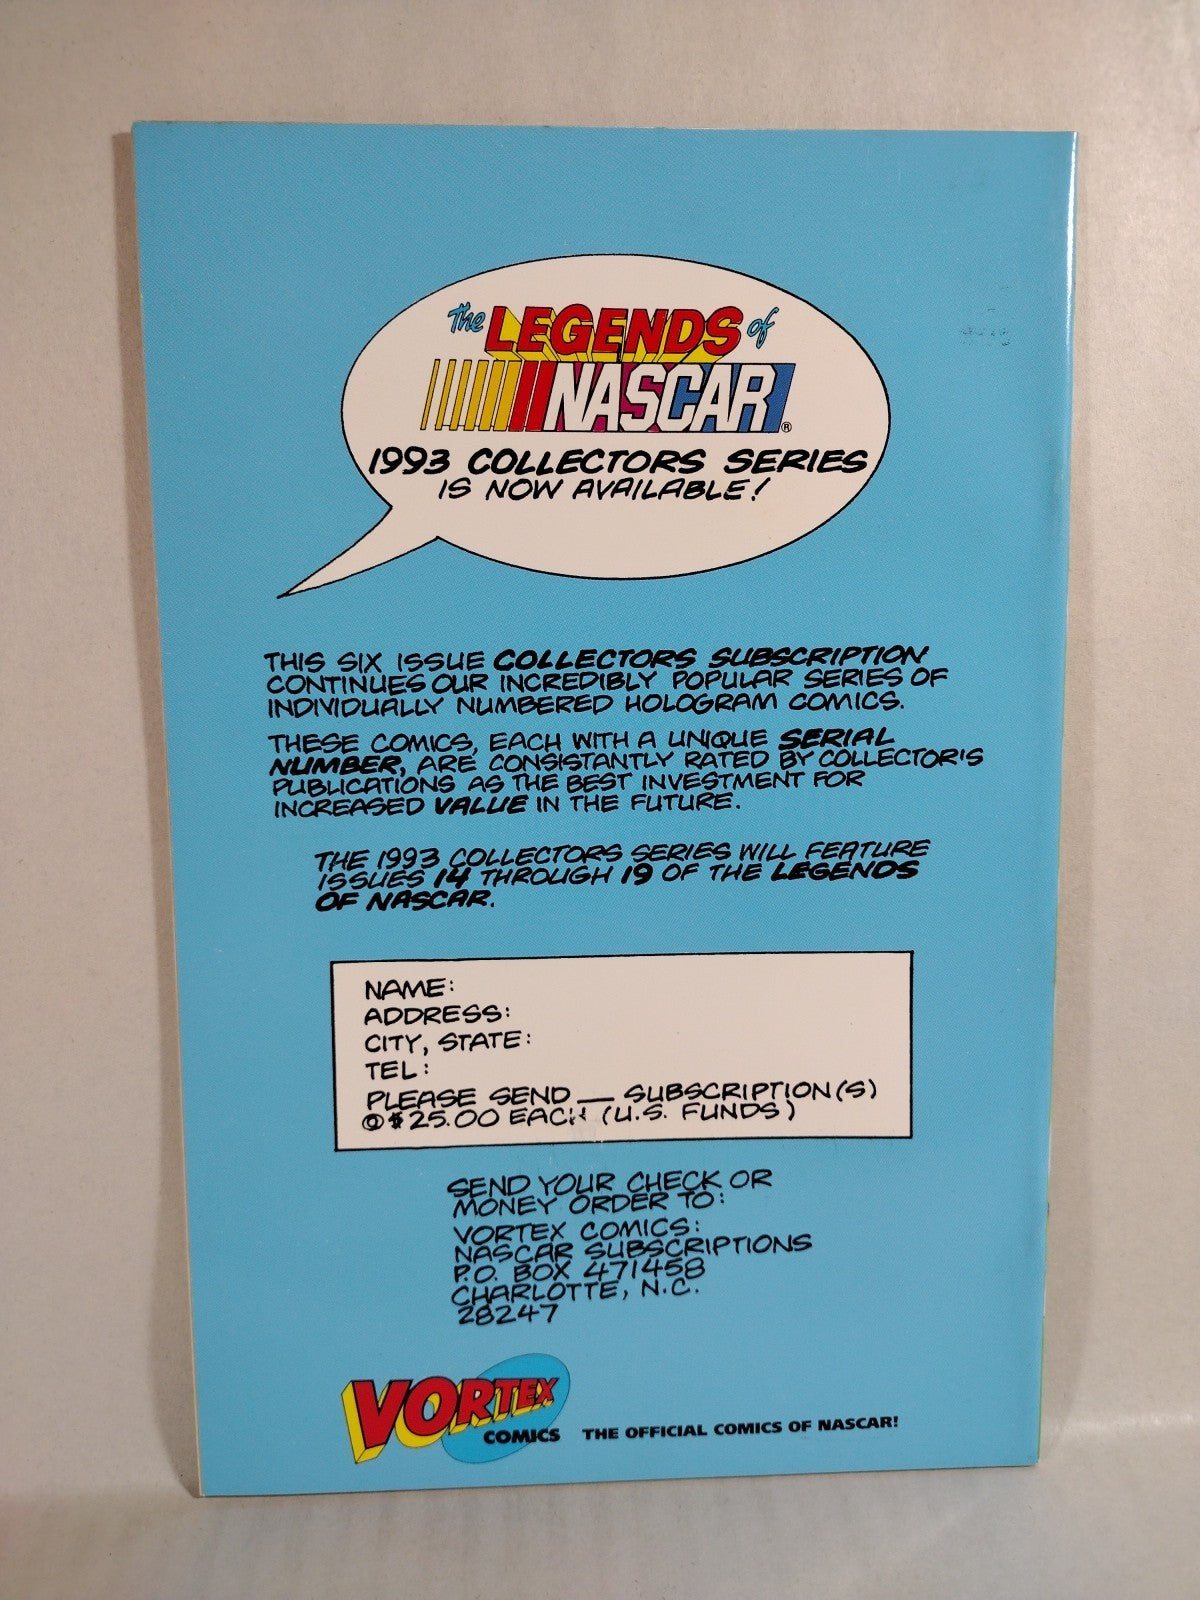 the LEGENDS of
NASCAR®
1993 COLLECTORS SERIES
IS NOW AVAILABLE!
THIS SIX ISSUE COLLECTORS SUBSCRIPTION
CONTINUES OUR INCREDIBLY POPULAR SERIES OF
INDIVIDUALLY NUMBERED HOLOGRAM COMICS.
THESE COMICS, EACH WITH A UNIQUE SERIAL
NUMBER, ARE CONSISTANTLY RATED BY COLLECTOR'S
PUBLICATIONS AS THE BEST INVESTMENT FOR
INCREASED VALUE IN THE FUTURE.
THE 1993 COLLECTORS SERIES WILL FEATURE
ISSUES 14 THROUGH 19 OF THE LEGENDS
OF NASCAR.
NAME:
ADDRESS:
CITY, STATE:
TEL:
PLEASE SEND __ SUBSCRIPTION(S)
@ $25.00 EACH (U.S. FUNDS)
SEND YOUR CHECK OR
MONEY ORDER TO:
VORTEX COMICS:
NASCAR SUBSCRIPTIONS
P.O. BOX 471458
CHARLOTTE, N.C.
28247
VORTEX
COMICS THE OFFICIAL COMICS OF NASCAR!